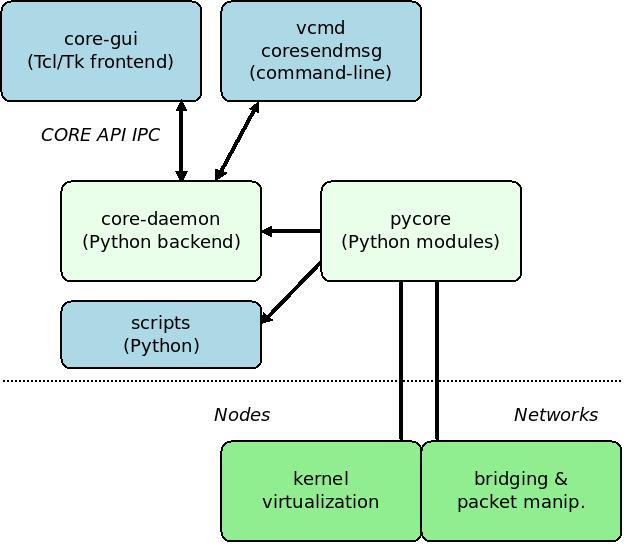 core-gui
(Tcl/Tk frontend)
vcmd
coresendmsg
(command-line)
CORE API IPC
core-daemon
(Python backend)
pycore
(Python modules)
scripts
(Python)
Nodes
Networks
kernel
virtualization
bridging &
packet manip.